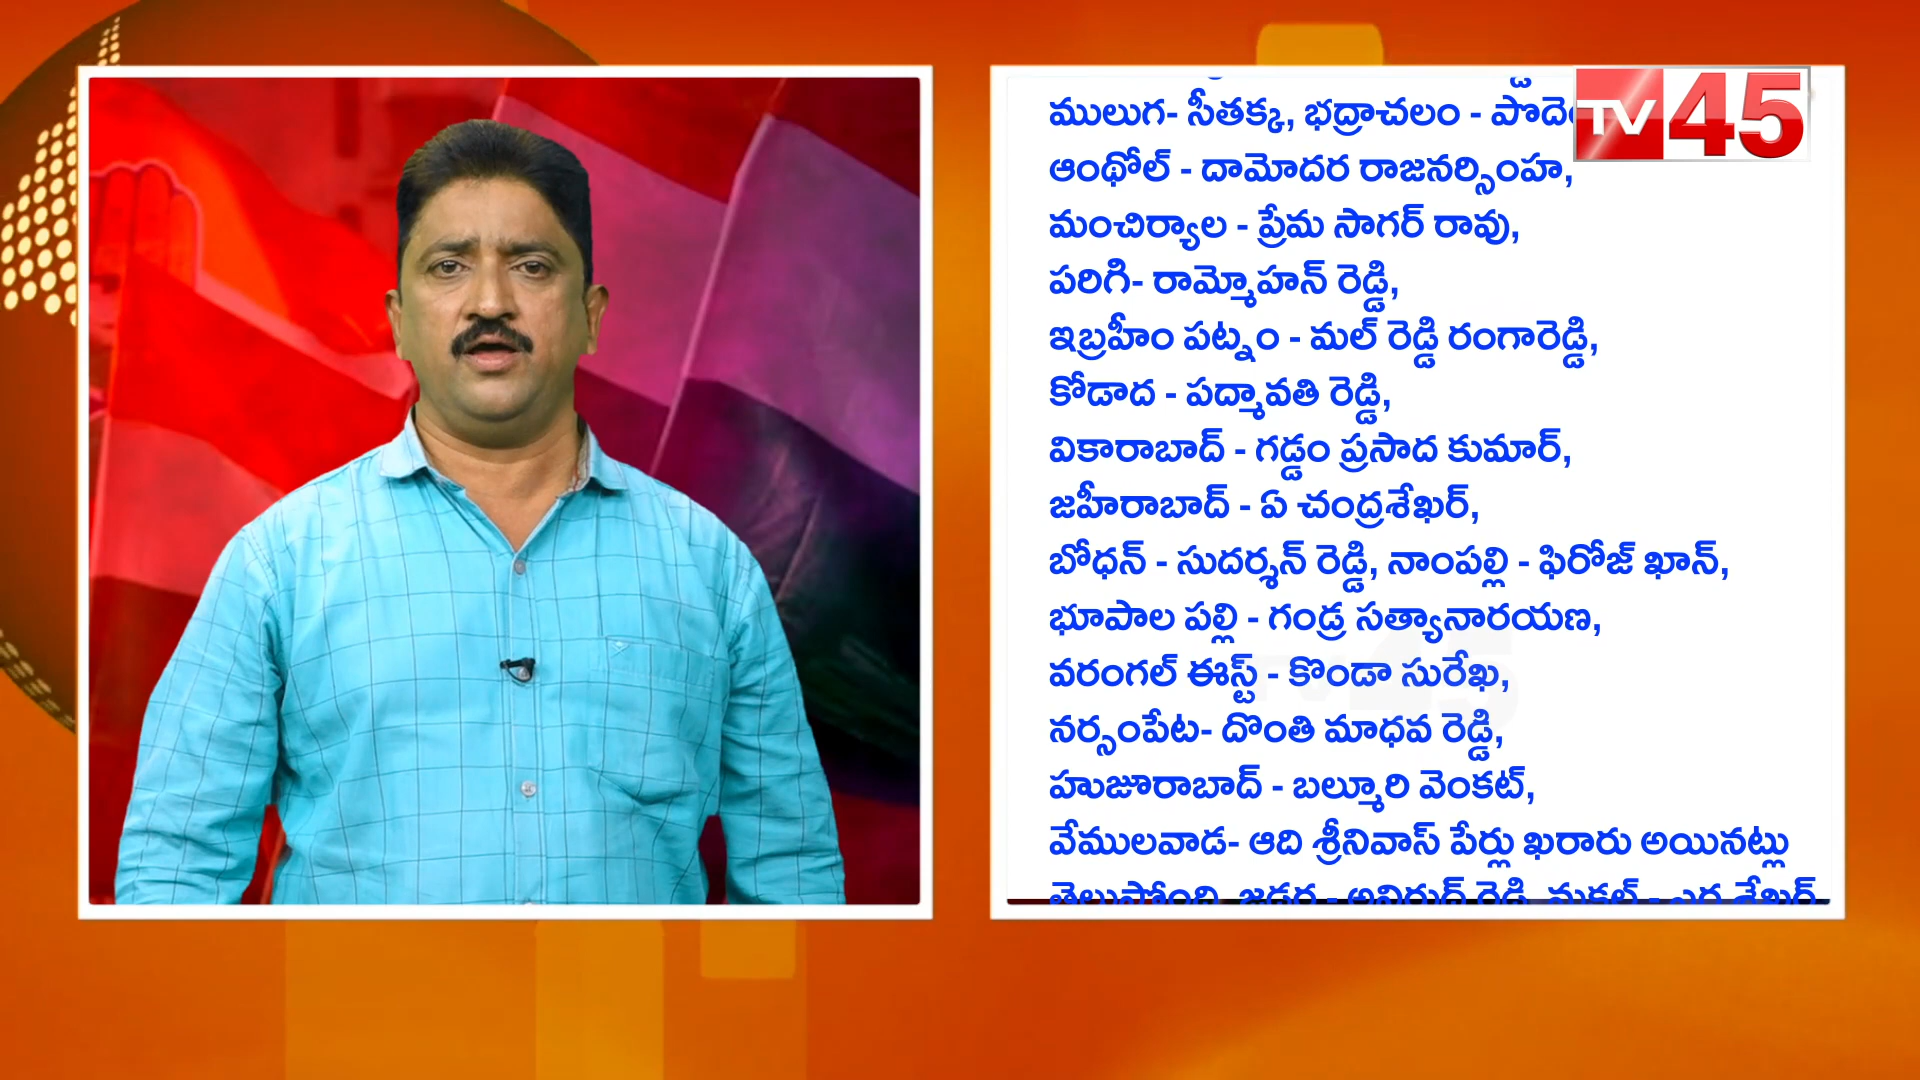 ములుగ- సీతక్క, భద్రాచలం -
TV 45
ఆంథోల్ - దామోదర రాజనర్సింహ,
మంచిర్యాల - ప్రేమ సాగర్ రావు,
పరిగి- రామ్మోహన్ రెడ్డి,
ఇబ్రహీం పట్నం - మల్ రెడ్డి రంగారెడ్డి,
కోడాద - పద్మావతి రెడ్డి,
వికారాబాద్ - గడ్డం ప్రసాద కుమార్,
జహీరాబాద్ - ఏ చంద్రశేఖర్,
బోధన్ - సుదర్శన్ రెడ్డి, నాంపల్లి - ఫిరోజ్ ఖాన్,
భూపాల పల్లి - గండ్ర సత్యానారయణ,
వరంగల్ ఈస్ట్ - కొండా సురేఖ,
నర్సంపేట- దొంతి మాధవ రెడ్డి,
హుజూరాబాద్ - బల్మూరి వెంకట్,
వేములవాడ- ఆది శ్రీనివాస్ పేర్లు ఖరారు అయినట్లు